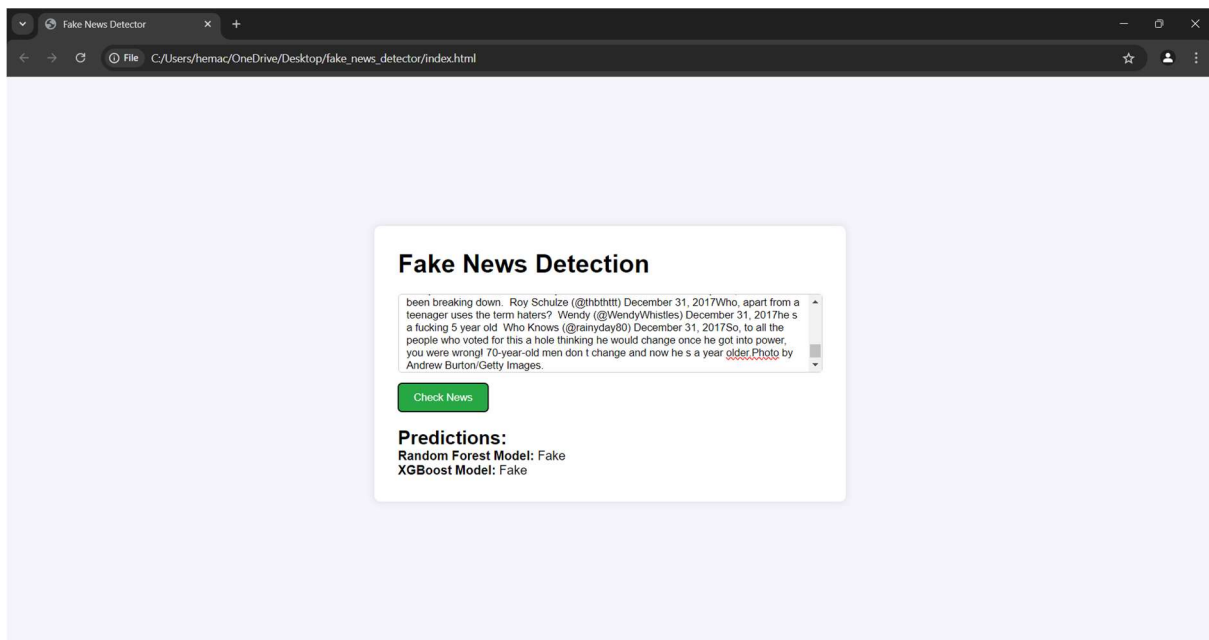 Fake News Detector
File C:/Users/hemac/OneDrive/Desktop/fake_news_detector/index.html
Fake News Detection
been breaking down.  Roy Schulze (@thbthttt) December 31, 2017Who, apart from a
teenager uses the term haters?  Wendy (@WendyWhistles) December 31, 2017he s
a fucking 5 year old  Who Knows (@rainyday80) December 31, 2017So, to all the
people who voted for this a hole thinking he would change once he got into power,
you were wrong! 70-year-old men don t change and now he s a year older.Photo by
Andrew Burton/Getty Images.
Check News
Predictions:
Random Forest Model: Fake
XGBoost Model: Fake